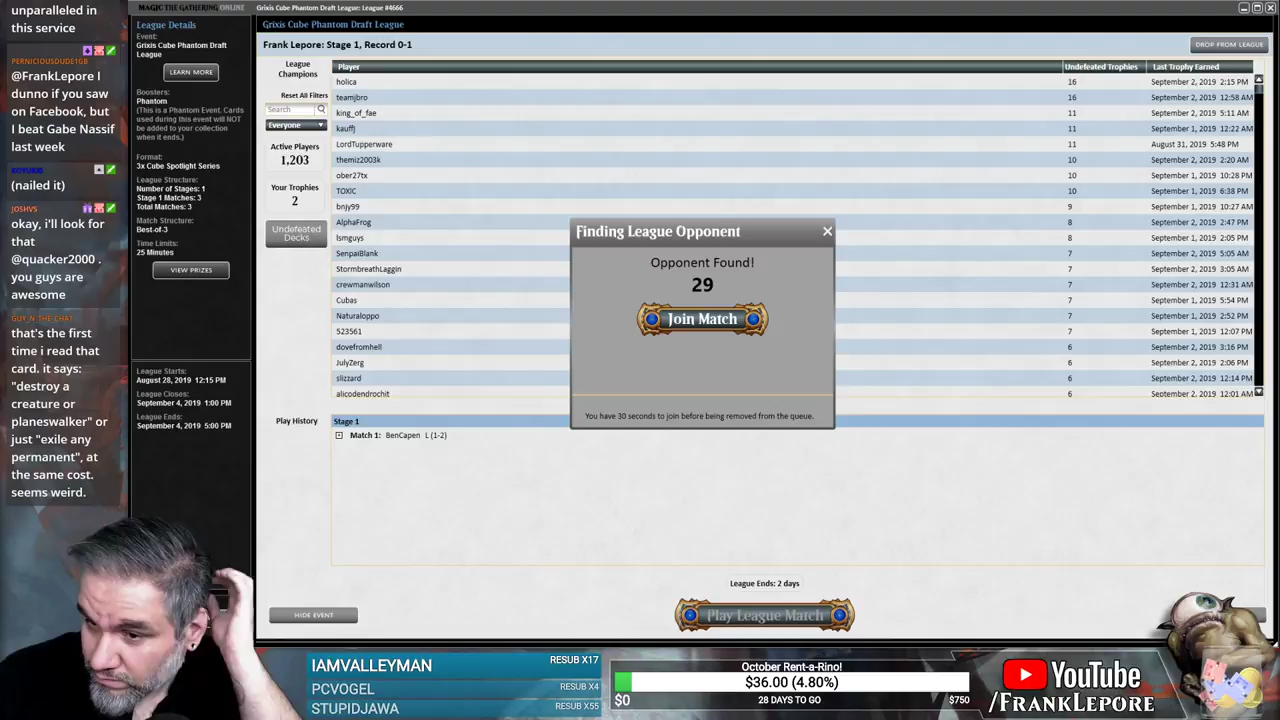 unparalleled in
this service
PERNICIOUSDUDE1GB
@FrankLepore I
dunno if you saw
on Facebook, but
I beat Gabe Nassif
last week
(nailed it)
JOSHVS
okay, i'll look for
that
@quacker2000 .
you guys are
awesome
GUY-N-THE-CHAT
that's the first
time i read that
card. it says:
"destroy a
creature or
planeswalker" or
"just "exile any
permanent", at
the same cost.
seems weird.
MAGIC THE GATHERING ONLINE
League Details
Event:
Grixis Cube Phantom Draft
League
LEARN MORE
Boosters:
Phantom
(This is a Phantom Event. Cards
used during this event will NOT
be added to your collection
when it ends.)
Format:
3x Cube Spotlight Series
League Structure:
Number of Stages: 1
Stage 1 Matches: 3
Total Matches: 3
Match Structure:
Best-of-3
Time Limits:
25 Minutes
VIEW PRIZES
League Starts:
August 28, 2019 12:15 PM
League Closes:
September 4, 2019 1:00 PM
League Ends:
September 4, 2019 5:00 PM
Grixis Cube Phantom Draft League: League #4666
Grixis Cube Phantom Draft League
Frank Lepore: Stage 1, Record 0-1
DROP FROM LEAGUE
League
Champions
Reset All Filters
Search
Everyone
Active Players
1,203
Your Trophies
2
Undefeated
Decks
Player Undefeated Trophies Last Trophy Earned
holica 16 September 2, 2019 2:15 PM
teamjbro 16 September 2, 2019 12:58 AM
king_of_fae 11 September 2, 2019 5:11 AM
kauffj 11 September 1, 2019 12:22 AM
LordTupperware 11 August 31, 2019 5:48 PM
themiz2003k 10 September 2, 2019 2:20 AM
ober27tx 10 September 1, 2019 10:28 PM
TOXIC 10 September 1, 2019 6:38 PM
bnjy99 9 September 1, 2019 10:27 AM
AlphaFrog 8 September 2, 2019 2:47 PM
lsmguys 8 September 1, 2019 2:05 PM
SenpaiBlank 7 September 2, 2019 5:05 AM
StormbreathLaggin 7 September 2, 2019 3:05 AM
crewmanwilson 7 September 2, 2019 12:31 AM
Cubas 7 September 1, 2019 5:54 PM
Naturaloppo 7 September 1, 2019 2:52 PM
523561 7 September 1, 2019 12:07 PM
dovefromhell 6 September 2, 2019 3:16 PM
JulyZerg 6 September 2, 2019 2:06 PM
slizzard 6 September 2, 2019 12:14 PM
alicodendrochit 6 September 2, 2019 12:01 AM
Finding League Opponent
Opponent Found!
29
Join Match
You have 30 seconds to join before being removed from the queue.
Play History
Stage 1
Match 1: BenCapen L (1-2)
League Ends: 2 days
HIDE EVENT
Play League Match
IAMVALLEYMAN RESUB X17
PCVOGEL RESUB X4
STUPIDJAWA RESUB X55
October Rent-a-Rino!
$36.00 (4.80%)
$0 28 DAYS TO GO $750
YouTube
/FRANKLEPORE